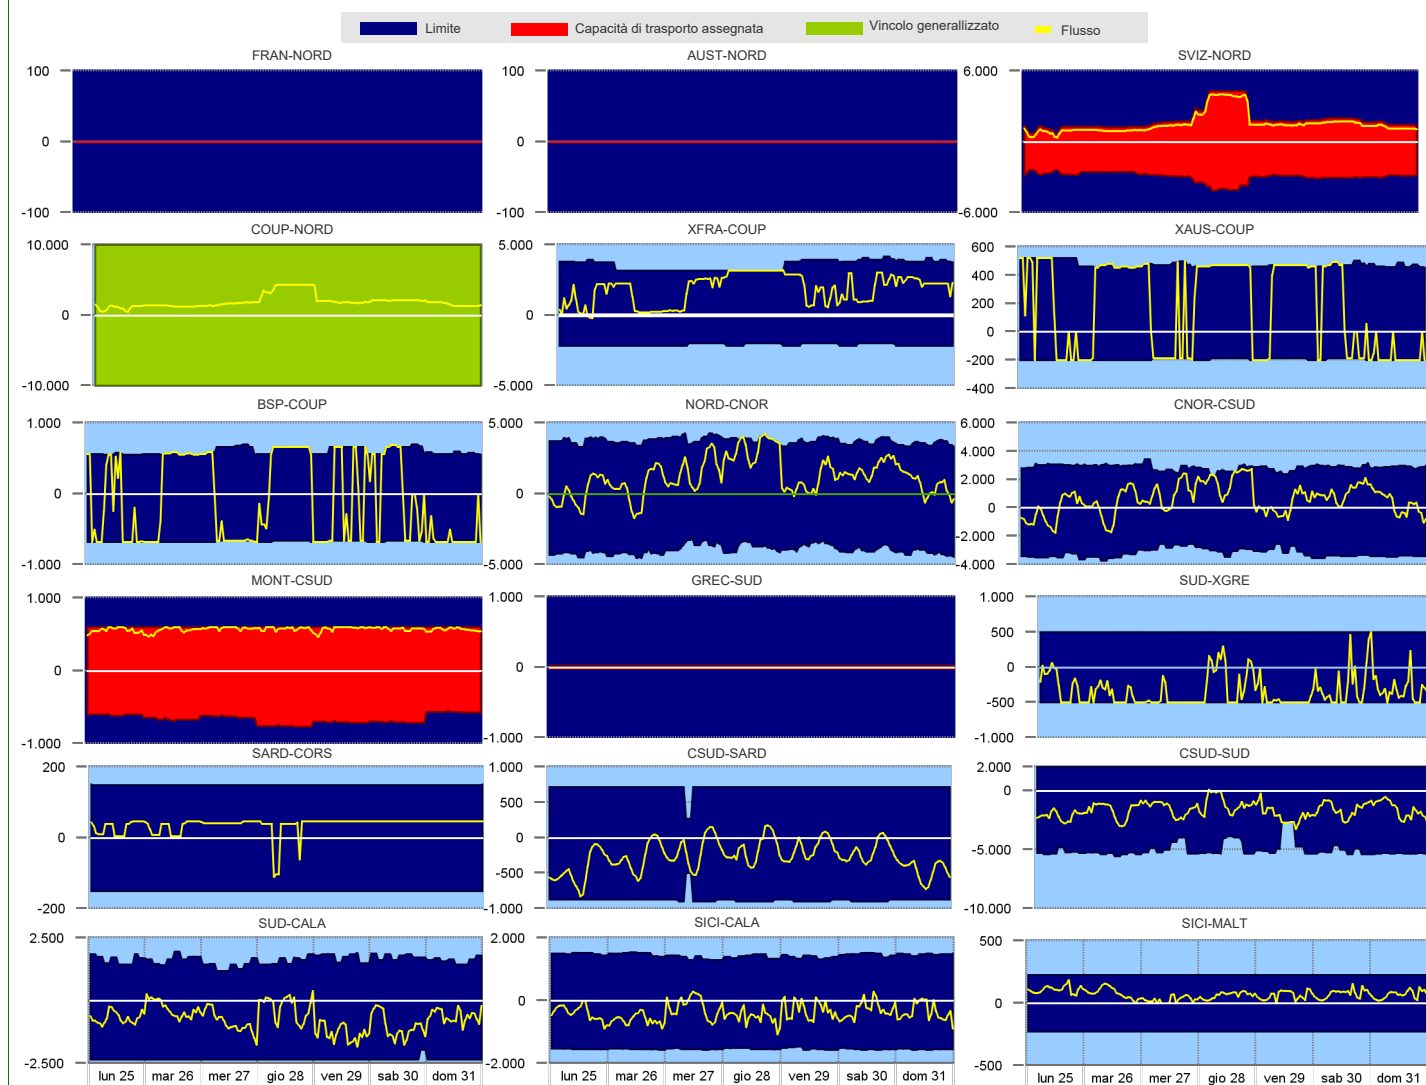 Limite Capacità di trasporto assegnata Vincolo generallizzato Flusso
FRAN-NORD AUST-NORD SVIZ-NORD
100 100 6.000
0 0
-100 -100 -6.000
COUP-NORD XFRA-COUP XAUS-COUP
10.000 5.000 600
400
200
0 0 0
-200
-10.000 -5.000 -400
BSP-COUP NORD-CNOR CNOR-CSUD
1.000 5.000 6.000
4.000
2.000
0 0 0
-2.000
-1.000 -5.000 -4.000
MONT-CSUD GREC-SUD SUD-XGRE
1.000 1.000 1.000
500
0 0 0
-500
-1.000 -1.000 -1.000
SARD-CORS CSUD-SARD CSUD-SUD
200 1.000 2.000
500 0
0 0
-500 -5.000
-200 -1.000 -10.000
SUD-CALA SICI-CALA SICI-MALT
2.500 2.000 500
0 0 0
-2.500 -2.000 -500
lun 25 mar 26 mer 27 gio 28 ven 29 sab 30 dom 31 lun 25 mar 26 mer 27 gio 28 ven 29 sab 30 dom 31 lun 25 mar 26 mer 27 gio 28 ven 29 sab 30 dom 31